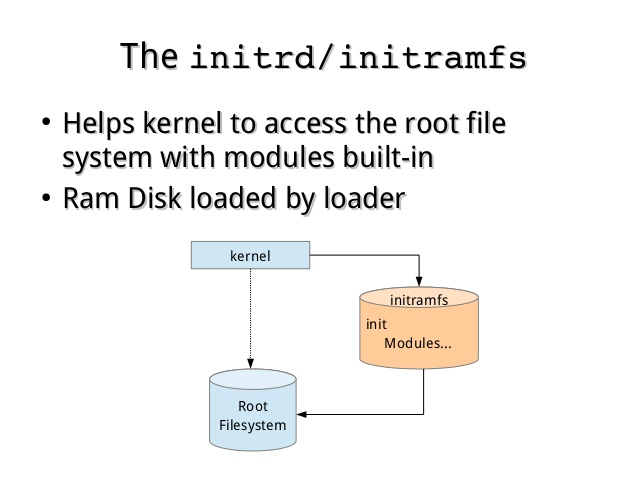 The initrd/initramfs
• Helps kernel to access the root file
system with modules built-in
• Ram Disk loaded by loader
kernel
initramfs
init
Modules...
Root
Filesystem